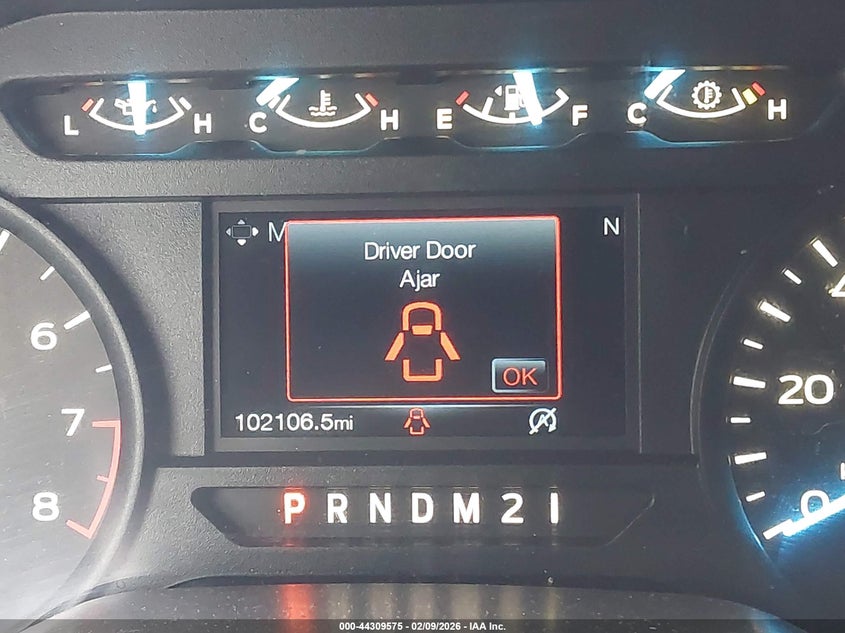 L H C H E F C H
M
N
Driver Door
Ajar
OK
102106.5mi
6
7
8
20
0
P R N D M 2 1
000-44309575 - 02/09/2026 - IAA Inc.